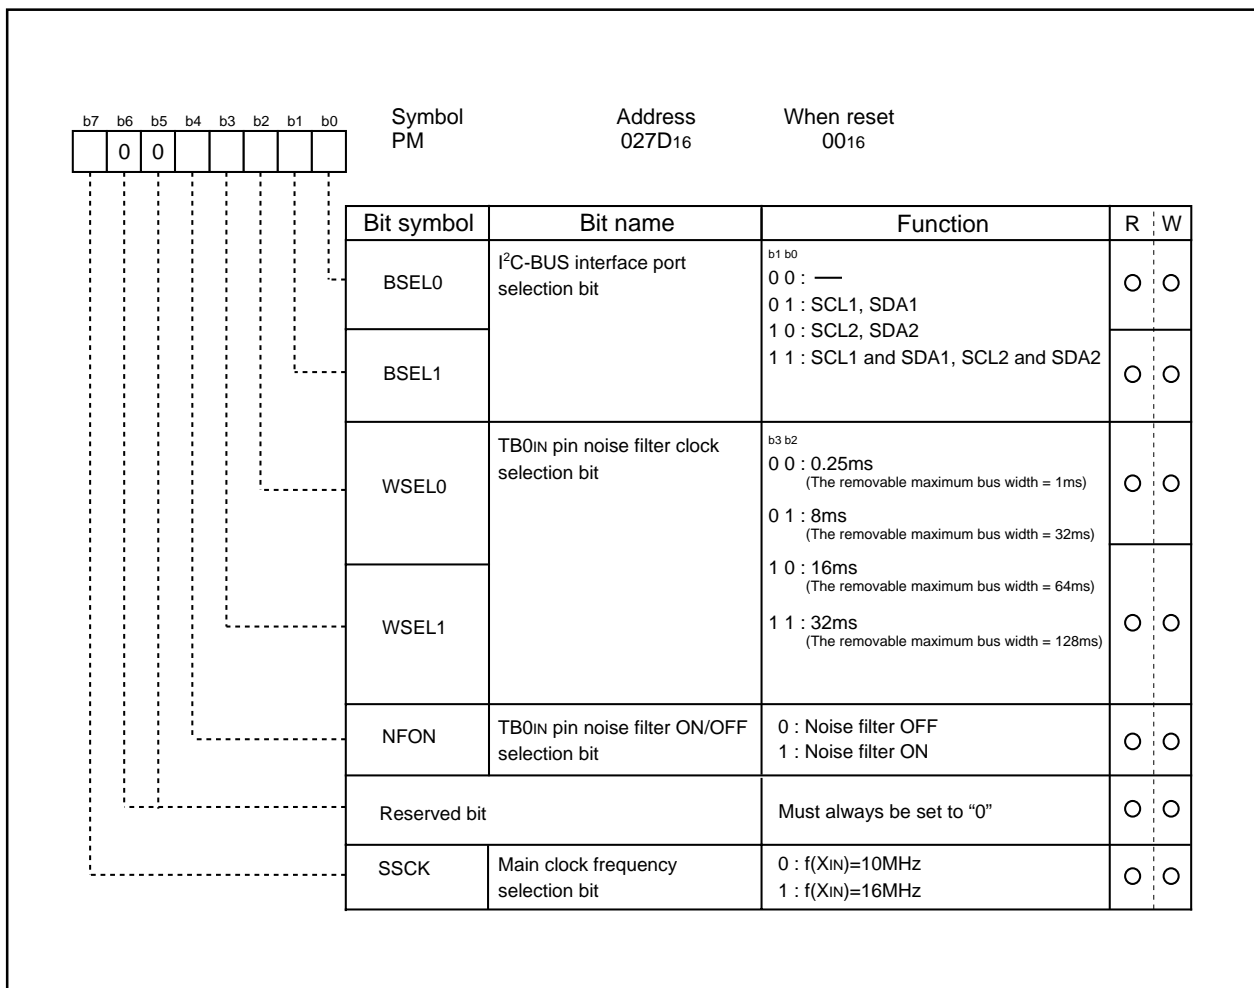 b7 b6 b5 b4 b3 b2 b1 b0
0 0
Symbol Address When reset
PM 027D16 0016
Bit symbol Bit name Function R W
BSEL0
I2C-BUS interface port
selection bit
b1 b0
0 0 : —
0 1 : SCL1, SDA1
1 0 : SCL2, SDA2
1 1 : SCL1 and SDA1, SCL2 and SDA2
BSEL1
WSEL0
TB0IN pin noise filter clock
selection bit
b3 b2
0 0 : 0.25ms
(The removable maximum bus width = 1ms)
0 1 : 8ms
(The removable maximum bus width = 32ms)
1 0 : 16ms
(The removable maximum bus width = 64ms)
1 1 : 32ms
(The removable maximum bus width = 128ms)
WSEL1
NFON
TB0IN pin noise filter ON/OFF
selection bit
0 : Noise filter OFF
1 : Noise filter ON
Reserved bit
Must always be set to “0”
SSCK
Main clock frequency
selection bit
0 : f(XIN)=10MHz
1 : f(XIN)=16MHz